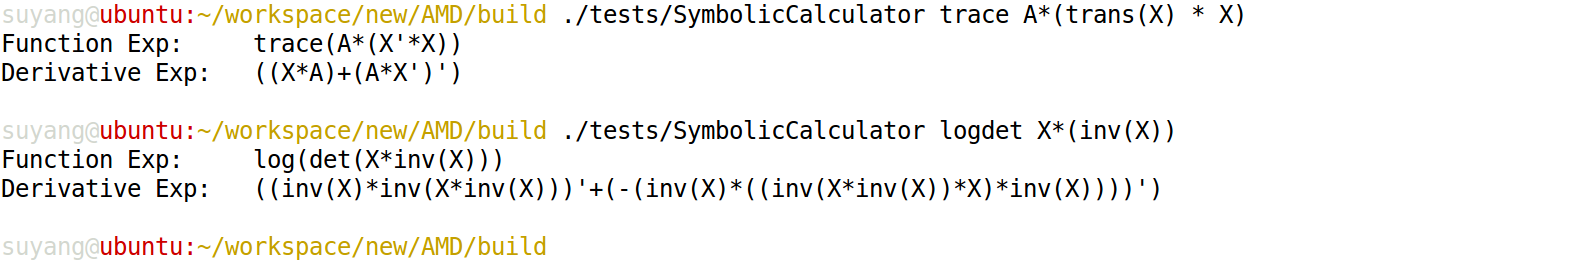 suyang@ubuntu:~/workspace/new/AMD/build ./tests/SymbolicCalculator trace A*(trans(X) * X)
Function Exp:     trace(A*(X'*X))
Derivative Exp:   ((X*A)+(A*X')')
suyang@ubuntu:~/workspace/new/AMD/build ./tests/SymbolicCalculator logdet X*(inv(X))
Function Exp:     log(det(X*inv(X)))
Derivative Exp:   ((inv(X)*inv(X*inv(X)))'+(-(inv(X)*((inv(X*inv(X))*X)*inv(X))))')
suyang@ubuntu:~/workspace/new/AMD/build